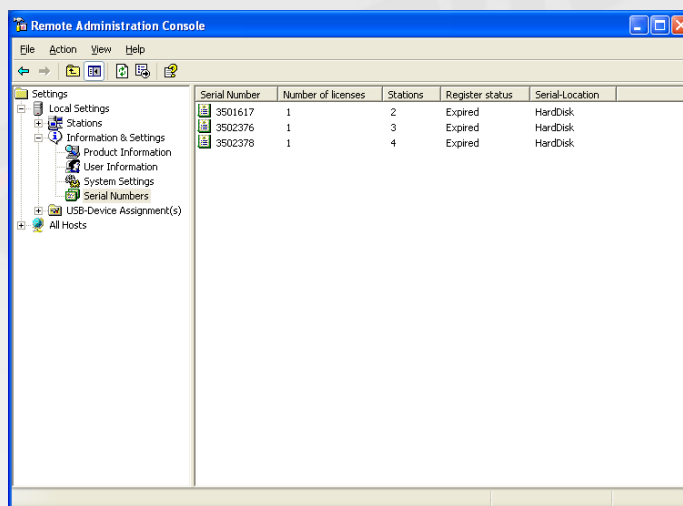 Remote Administration Console
File Action View Help
Settings
Local Settings
Stations
Information & Settings
Product Information
User Information
System Settings
Serial Numbers
USB-Device Assignment(s)
All Hosts
Serial Number Number of licenses Stations Register status Serial-Location
3501617 1 2 Expired HardDisk
3502376 1 3 Expired HardDisk
3502378 1 4 Expired HardDisk